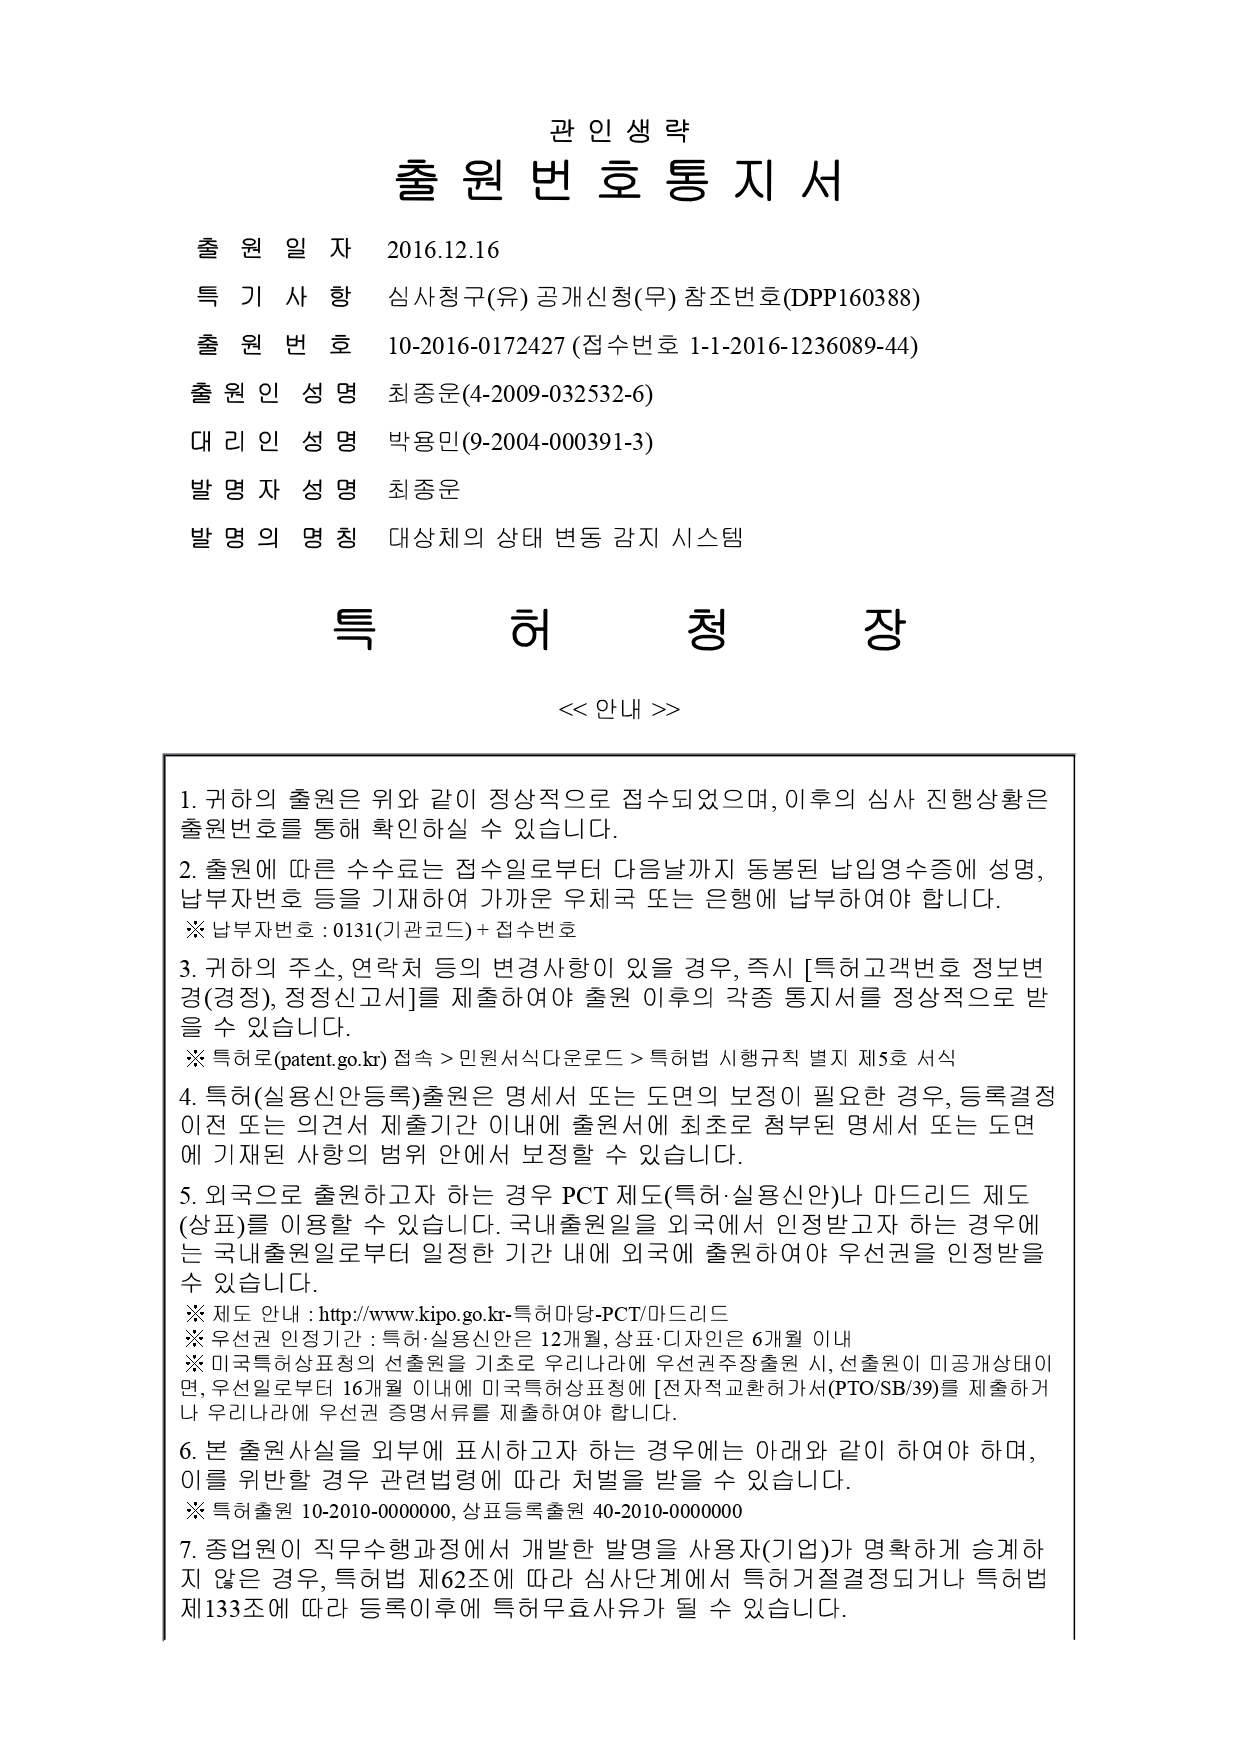 관 인 생 략
출 원 번 호 통 지 서
출 원 일 자 2016.12.16
특 기 사 항 심사청구(유) 공개신청(무) 참조번호(DPP160388)
출 원 번 호 10-2016-0172427 (접수번호 1-1-2016-1236089-44)
출 원 인 성 명 최종운(4-2009-032532-6)
대 리 인 성 명 박용민(9-2004-000391-3)
발 명 자 성 명 최종운
발 명 의 명 칭 대상체의 상태 변동 감지 시스템
특 허 청 장
<< 안내 >>
1. 귀하의 출원은 위와 같이 정상적으로 접수되었으며, 이후의 심사 진행상황은
출원번호를 통해 확인하실 수 있습니다.
2. 출원에 따른 수수료는 접수일로부터 다음날까지 동봉된 납입영수증에 성명,
납부자번호 등을 기재하여 가까운 우체국 또는 은행에 납부하여야 합니다.
※ 납부자번호 : 0131(기관코드) + 접수번호
3. 귀하의 주소, 연락처 등의 변경사항이 있을 경우, 즉시 [특허고객번호 정보변
경(경정), 정정신고서]를 제출하여야 출원 이후의 각종 통지서를 정상적으로 받
을 수 있습니다.
※ 특허로(patent.go.kr) 접속 > 민원서식다운로드 > 특허법 시행규칙 별지 제5호 서식
4. 특허(실용신안등록)출원은 명세서 또는 도면의 보정이 필요한 경우, 등록결정
이전 또는 의견서 제출기간 이내에 출원서에 최초로 첨부된 명세서 또는 도면
에 기재된 사항의 범위 안에서 보정할 수 있습니다.
5. 외국으로 출원하고자 하는 경우 PCT 제도(특허·실용신안)나 마드리드 제도
(상표)를 이용할 수 있습니다. 국내출원일을 외국에서 인정받고자 하는 경우에
는 국내출원일로부터 일정한 기간 내에 외국에 출원하여야 우선권을 인정받을
수 있습니다.
※ 제도 안내 : http://www.kipo.go.kr-특허마당-PCT/마드리드
※ 우선권 인정기간 : 특허·실용신안은 12개월, 상표·디자인은 6개월 이내
※ 미국특허상표청의 선출원을 기초로 우리나라에 우선권주장출원 시, 선출원이 미공개상태이
면, 우선일로부터 16개월 이내에 미국특허상표청에 [전자적교환허가서(PTO/SB/39)를 제출하거
나 우리나라에 우선권 증명서류를 제출하여야 합니다.
6. 본 출원사실을 외부에 표시하고자 하는 경우에는 아래와 같이 하여야 하며,
이를 위반할 경우 관련법령에 따라 처벌을 받을 수 있습니다.
※ 특허출원 10-2010-0000000, 상표등록출원 40-2010-0000000
7. 종업원이 직무수행과정에서 개발한 발명을 사용자(기업)가 명확하게 승계하
지 않은 경우, 특허법 제62조에 따라 심사단계에서 특허거절결정되거나 특허법
제133조에 따라 등록이후에 특허무효사유가 될 수 있습니다.